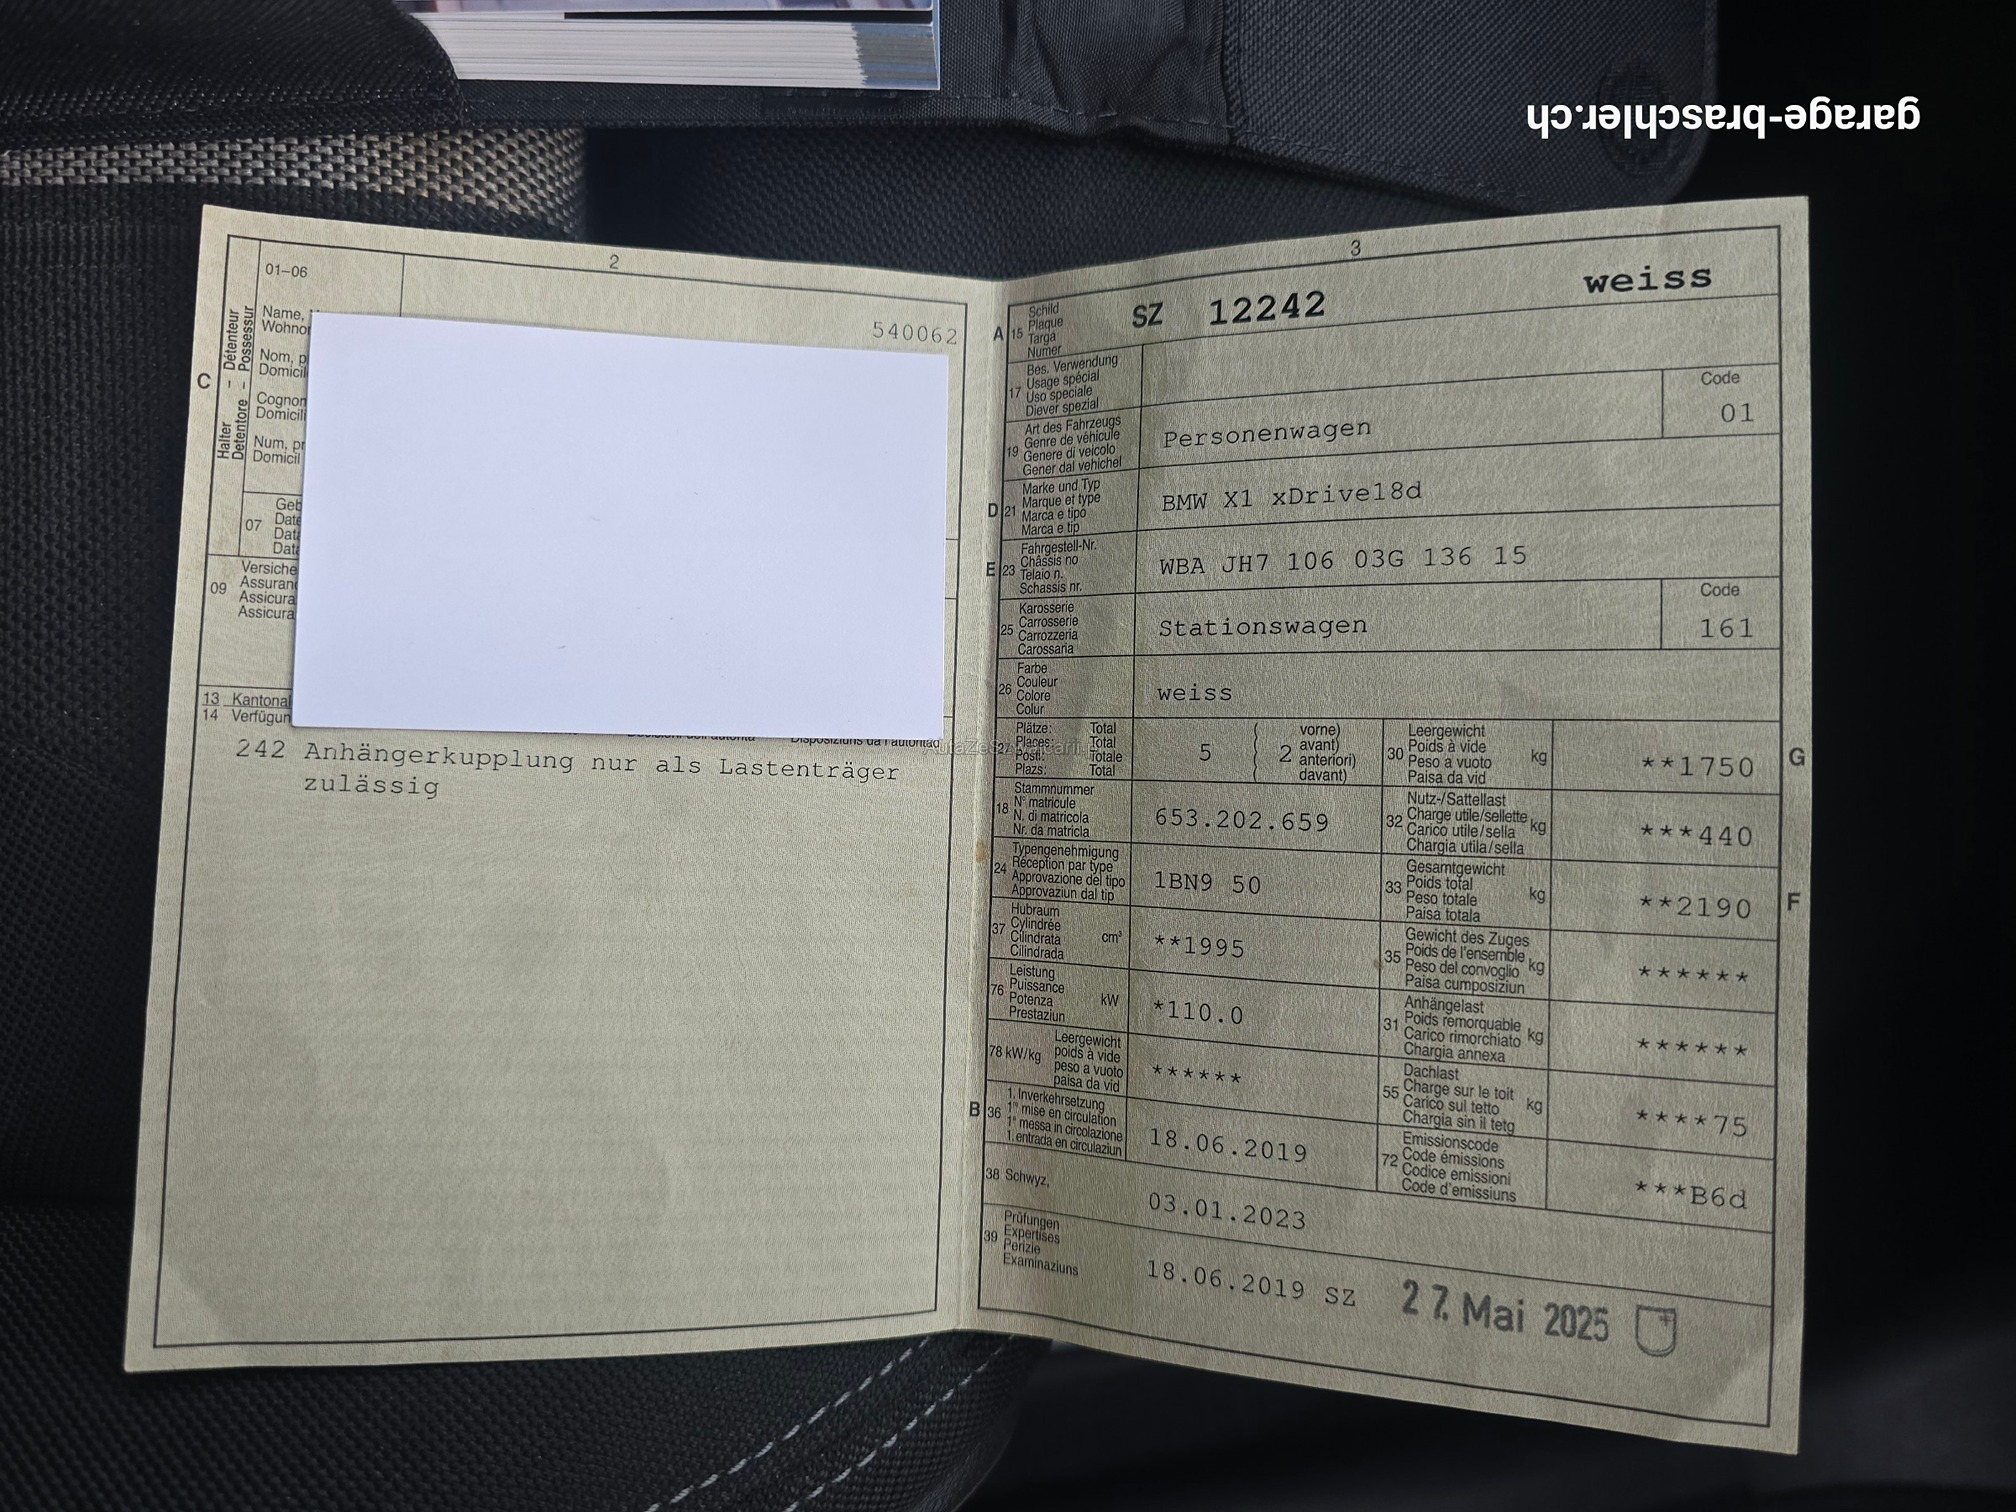 garage-braschler.ch
2
01–06
540062
C
Halter - Détenteur
Detentore - Possessur
Name,
Wohnor
Nom, p
Domicil
Cognon
Domicili
Num, pr
Domicil
07
Geb
Date
Data
Data
09
Versiche
Assuran
Assicura
Assicura
13 Kantonal
14 Verfügun
Disposiziuns da l'autoritad
242 Anhängerkupplung nur als Lastenträger
zulässig
3
A 15
Schild
Plaque
Targa
Numer
SZ 12242
weiss
17
Bes. Verwendung
Usage spécial
Uso speciale
Diever spezial
19
Art des Fahrzeugs
Genre de véhicule
Genere di veicolo
Gener dal vehichel
Personenwagen
Code
01
D 21
Marke und Typ
Marque et type
Marca e tipo
Marca e tip
BMW X1 xDrive18d
E 23
Fahrgestell-Nr.
Châssis no
Telaio n.
Schassis nr.
WBA JH7 106 03G 136 15
25
Karosserie
Carrosserie
Carrozzeria
Carossaria
Stationswagen
Code
161
26
Farbe
Couleur
Colore
Colur
weiss
27
Plätze: Total
Places: Total
Posti: Totale
Plazs: Total
5
2
vorne)
avant)
anteriori)
davant)
30
Leergewicht
Poids à vide
Peso a vuoto
Paisa da vid
kg
**1750
G
18
Stammnummer
N° matricule
N. di matricola
Nr. da matricla
653.202.659
32
Nutz-/Sattellast
Charge utile/sellette
Carico utile/sella
Chargia utila/sella
kg
***440
24
Typengenehmigung
Réception par type
Approvazione del tipo
Approvaziun dal tip
1BN9 50
33
Gesamtgewicht
Poids total
Peso totale
Paisa totala
kg
**2190
F
37
Hubraum
Cylindrée
Cilindrata
Cilindrada
cm³
**1995
35
Gewicht des Zuges
Poids de l'ensemble
Peso del convoglio
Paisa cumposiziun
kg
******
76
Leistung
Puissance
Potenza
Prestaziun
kW
*110.0
31
Anhängelast
Poids remorquable
Carico rimorchiato
Chargia annexa
kg
******
78 kW/kg
Leergewicht
poids à vide
peso a vuoto
paisa da vid
******
55
Dachlast
Charge sur le toit
Carico sul tetto
Chargia sin il tetg
kg
****75
B 36
1. Inverkehrsetzung
1re mise en circulation
1a messa in circolazione
1. entrada en circulaziun
18.06.2019
72
Emissionscode
Code émissions
Codice emissioni
Code d'emissiuns
***B6d
38 Schwyz,
03.01.2023
39
Prüfungen
Expertises
Perizie
Examinaziuns
18.06.2019 SZ
27. Mai 2025